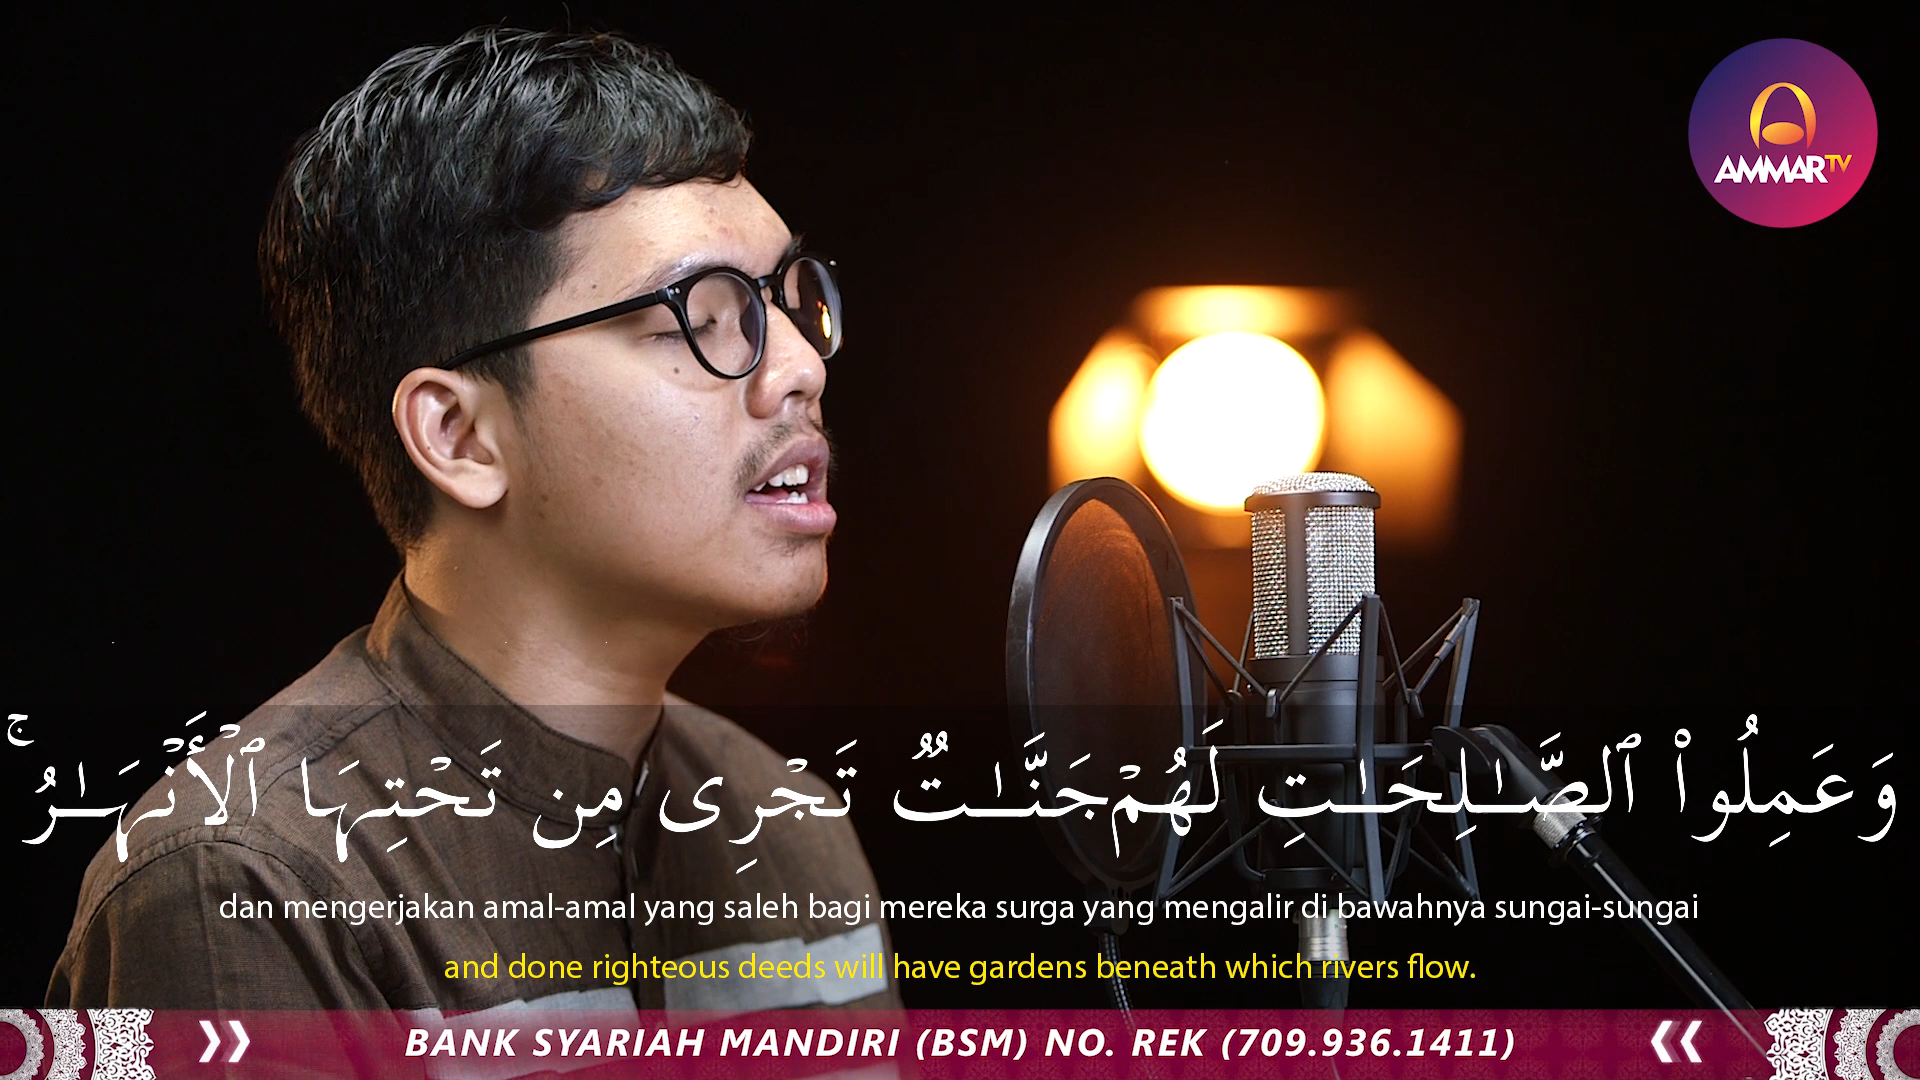 AMMARTV
وَعَمِلُوا۟ ٱلصَّـٰلِحَـٰتِ لَهُمْ جَنَّـٰتٌ تَجْرِى مِن تَحْتِهَا ٱلْأَنْهَـٰرُ ۚ
dan mengerjakan amal-amal yang saleh bagi mereka surga yang mengalir di bawahnya sungai-sungai
and done righteous deeds will have gardens beneath which rivers flow.
BANK SYARIAH MANDIRI (BSM) NO. REK (709.936.1411)